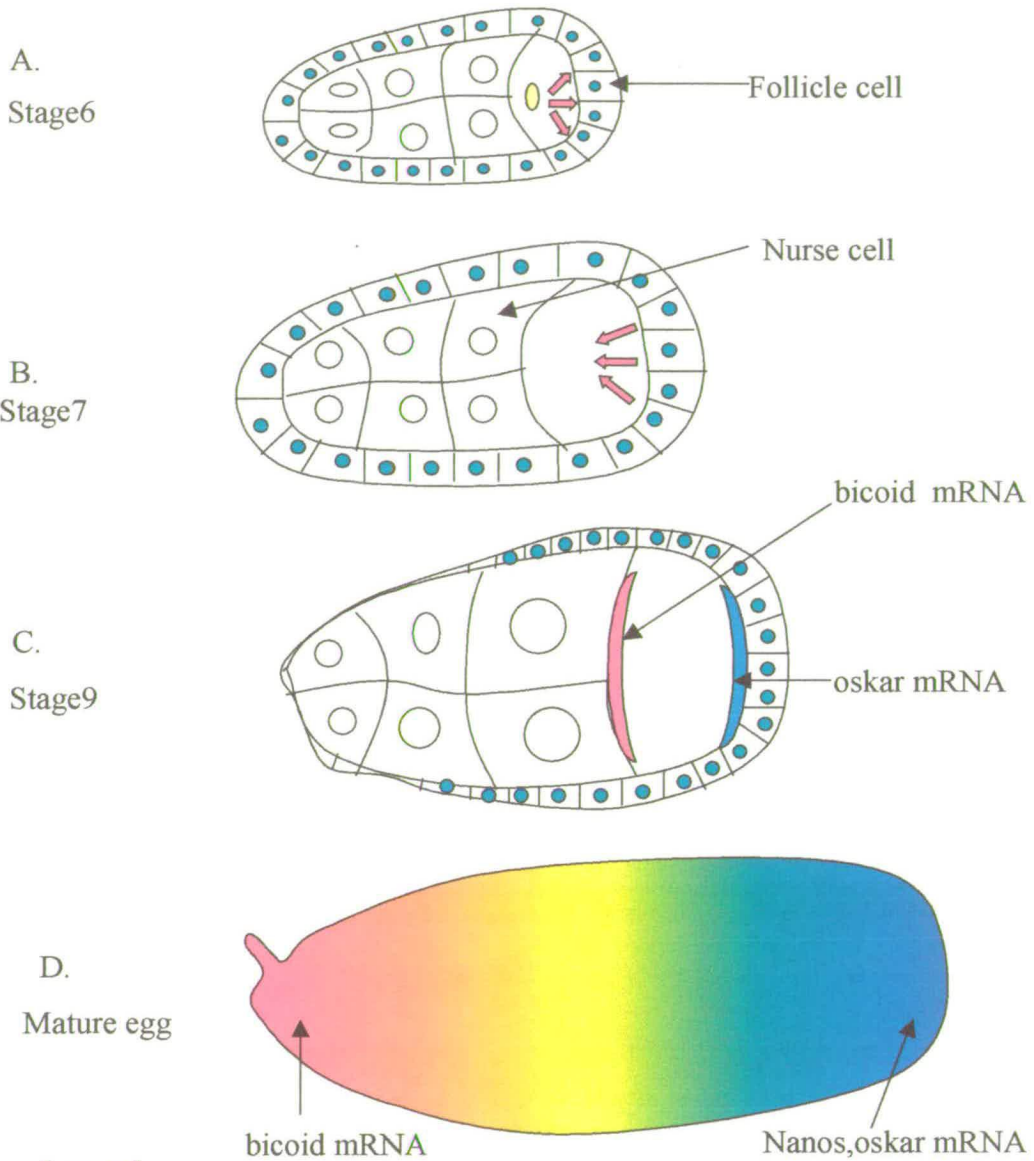 A.
Stage6
Follicle cell
Nurse cell
B.
Stage7
bicoid mRNA
C.
Stage9
oskar mRNA
D.
Mature egg
bicoid mRNA
Nanos,oskar mRNA